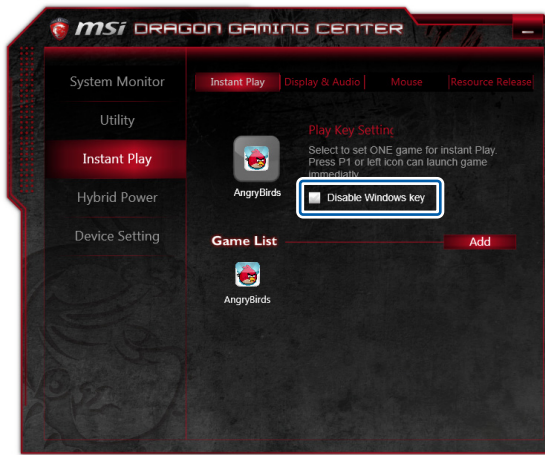 msi DRAGON GAMING CENTER
System Monitor
Utility
Instant Play
Hybrid Power
Device Setting
Instant Play Display & Audio Mouse Resource Release
Play Key Setting
Select to set ONE game for instant Play.
Press P1 or left icon can launch game
immediatly
AngryBirds
Disable Windows key
Game List
Add
AngryBirds